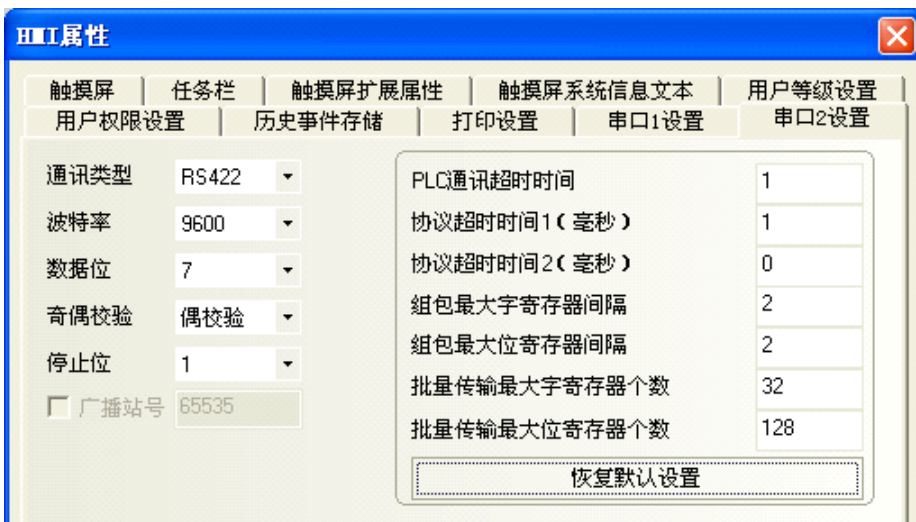 HMI属性
触摸屏 任务栏 触摸屏扩展属性 触摸屏系统信息文本 用户等级设置
用户权限设置 历史事件存储 打印设置 串口1设置 串口2设置
通讯类型 RS422
波特率 9600
数据位 7
奇偶校验 偶校验
停止位 1
广播站号 65535
PLC通讯超时时间 1
协议超时时间1(毫秒) 1
协议超时时间2(毫秒) 0
组包最大字寄存器间隔 2
组包最大位寄存器间隔 2
批量传输最大字寄存器个数 32
批量传输最大位寄存器个数 128
恢复默认设置